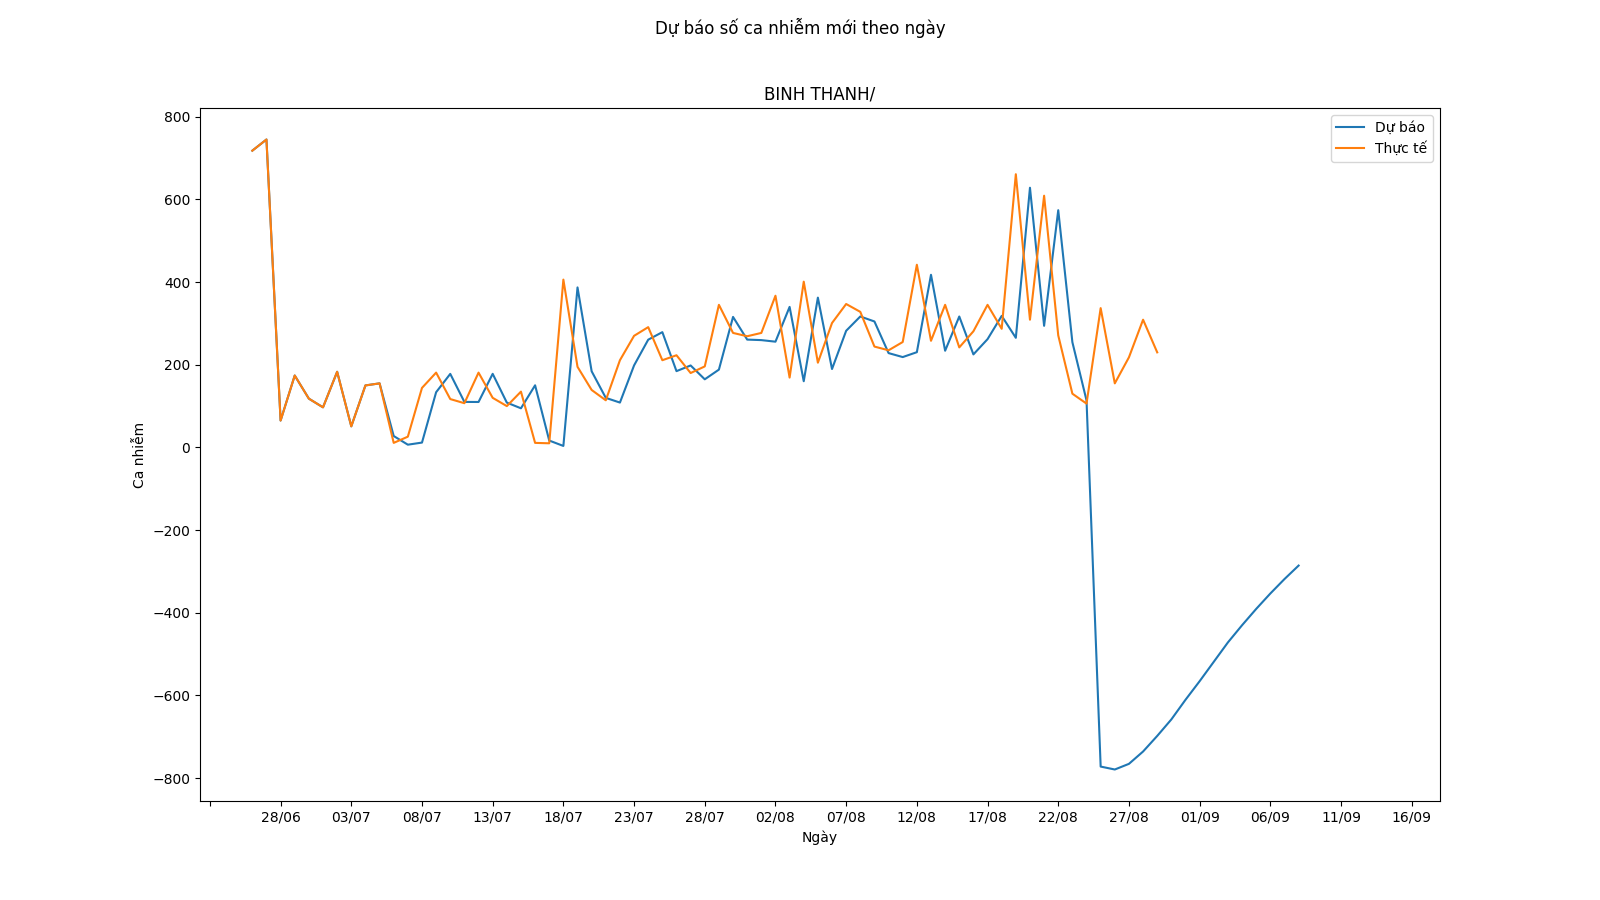 Dự báo số ca nhiễm mới theo ngày
BINH THANH/
Dự báo
Thực tế
800
600
400
200
0
−200
−400
−600
−800
Ca nhiễm
28/06 03/07 08/07 13/07 18/07 23/07 28/07 02/08 07/08 12/08 17/08 22/08 27/08 01/09 06/09 11/09 16/09
Ngày